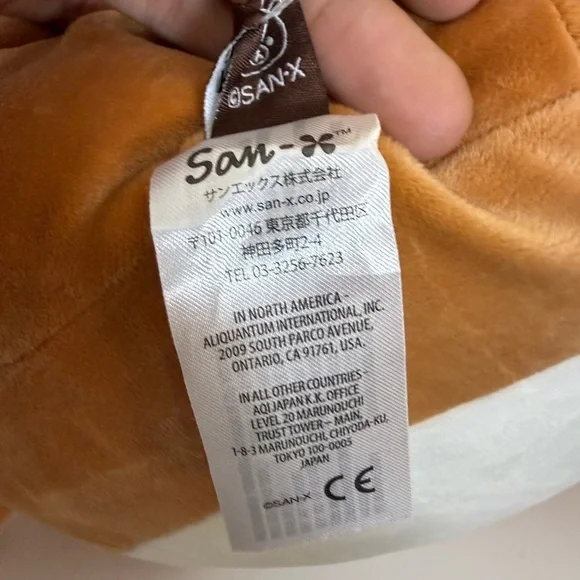 ©SAN-X
San-X™
サンエックス株式会社
www.san-x.co.jp
〒101-0046 東京都千代田区
神田多町2-4
TEL 03-3256-7623
IN NORTH AMERICA -
ALIQUANTUM INTERNATIONAL, INC.
2009 SOUTH PARCO AVENUE,
ONTARIO, CA 91761, USA.
IN ALL OTHER COUNTRIES -
AQI JAPAN K.K. OFFICE
LEVEL 20 MARUNOUCHI
TRUST TOWER - MAIN,
1-8-3 MARUNOUCHI, CHIYODA-KU,
TOKYO 100-0005
JAPAN
©SAN-X CE